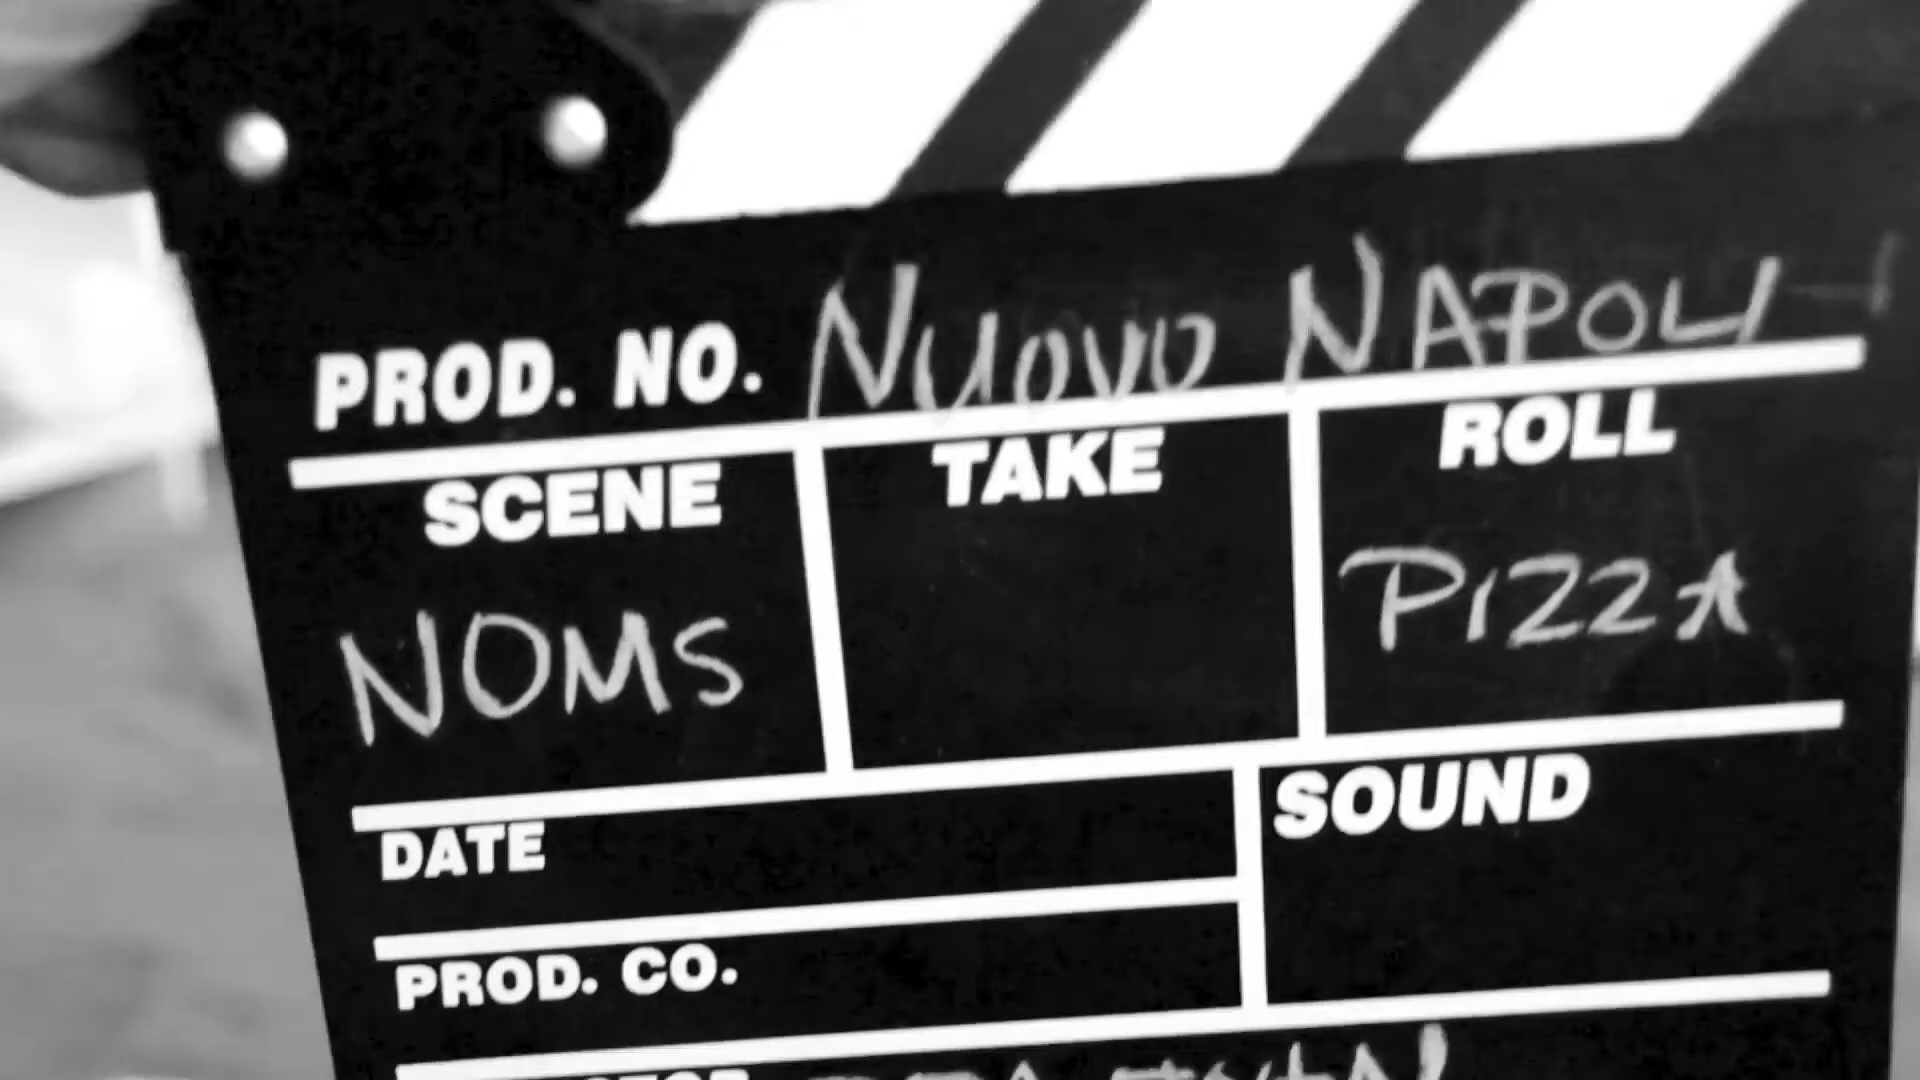 PROD. NO. NUOVO NAPOLI
SCENE TAKE ROLL
NOMS PIZZA
DATE SOUND
PROD. CO.